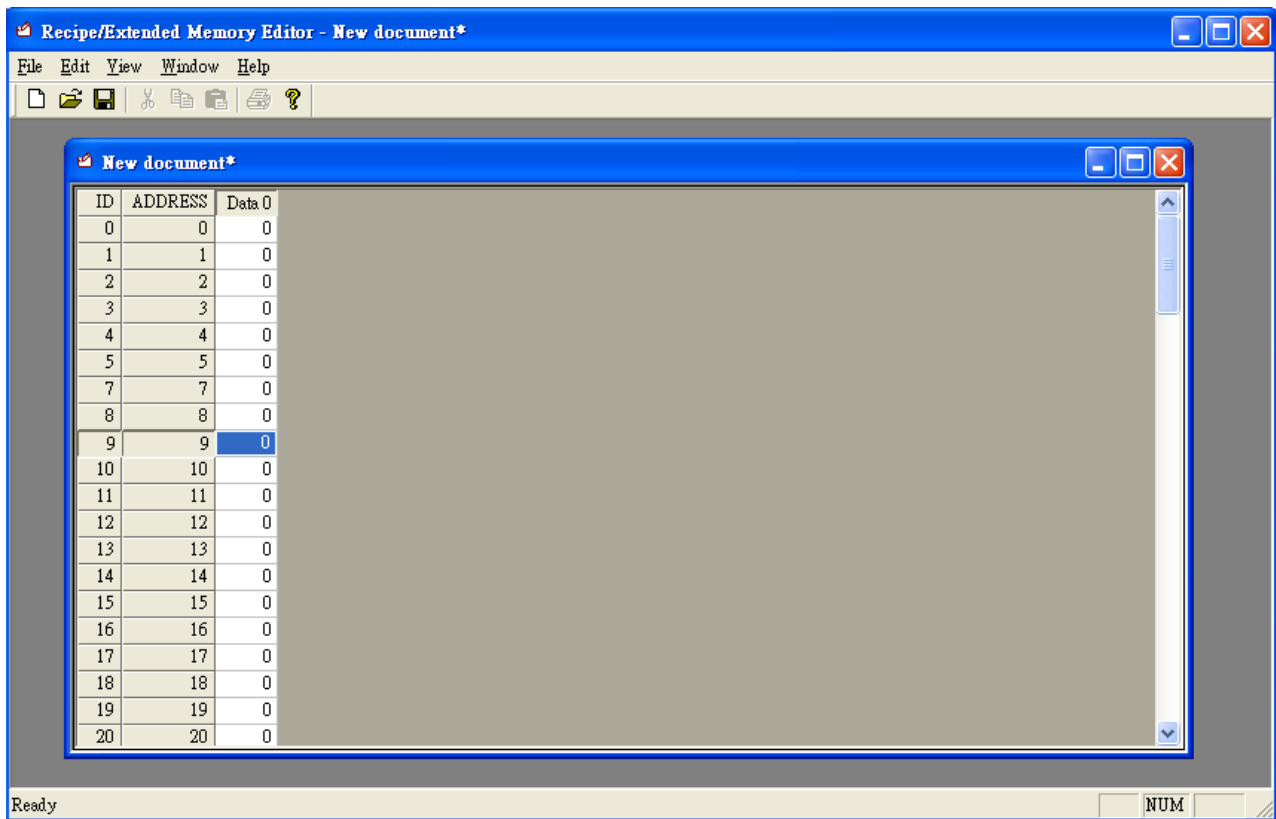 Recipe/Extended Memory Editor - New document*
File Edit View Window Help
New document*
ID ADDRESS Data 0
0 0 0
1 1 0
2 2 0
3 3 0
4 4 0
5 5 0
7 7 0
8 8 0
9 9 0
10 10 0
11 11 0
12 12 0
13 13 0
14 14 0
15 15 0
16 16 0
17 17 0
18 18 0
19 19 0
20 20 0
Ready NUM